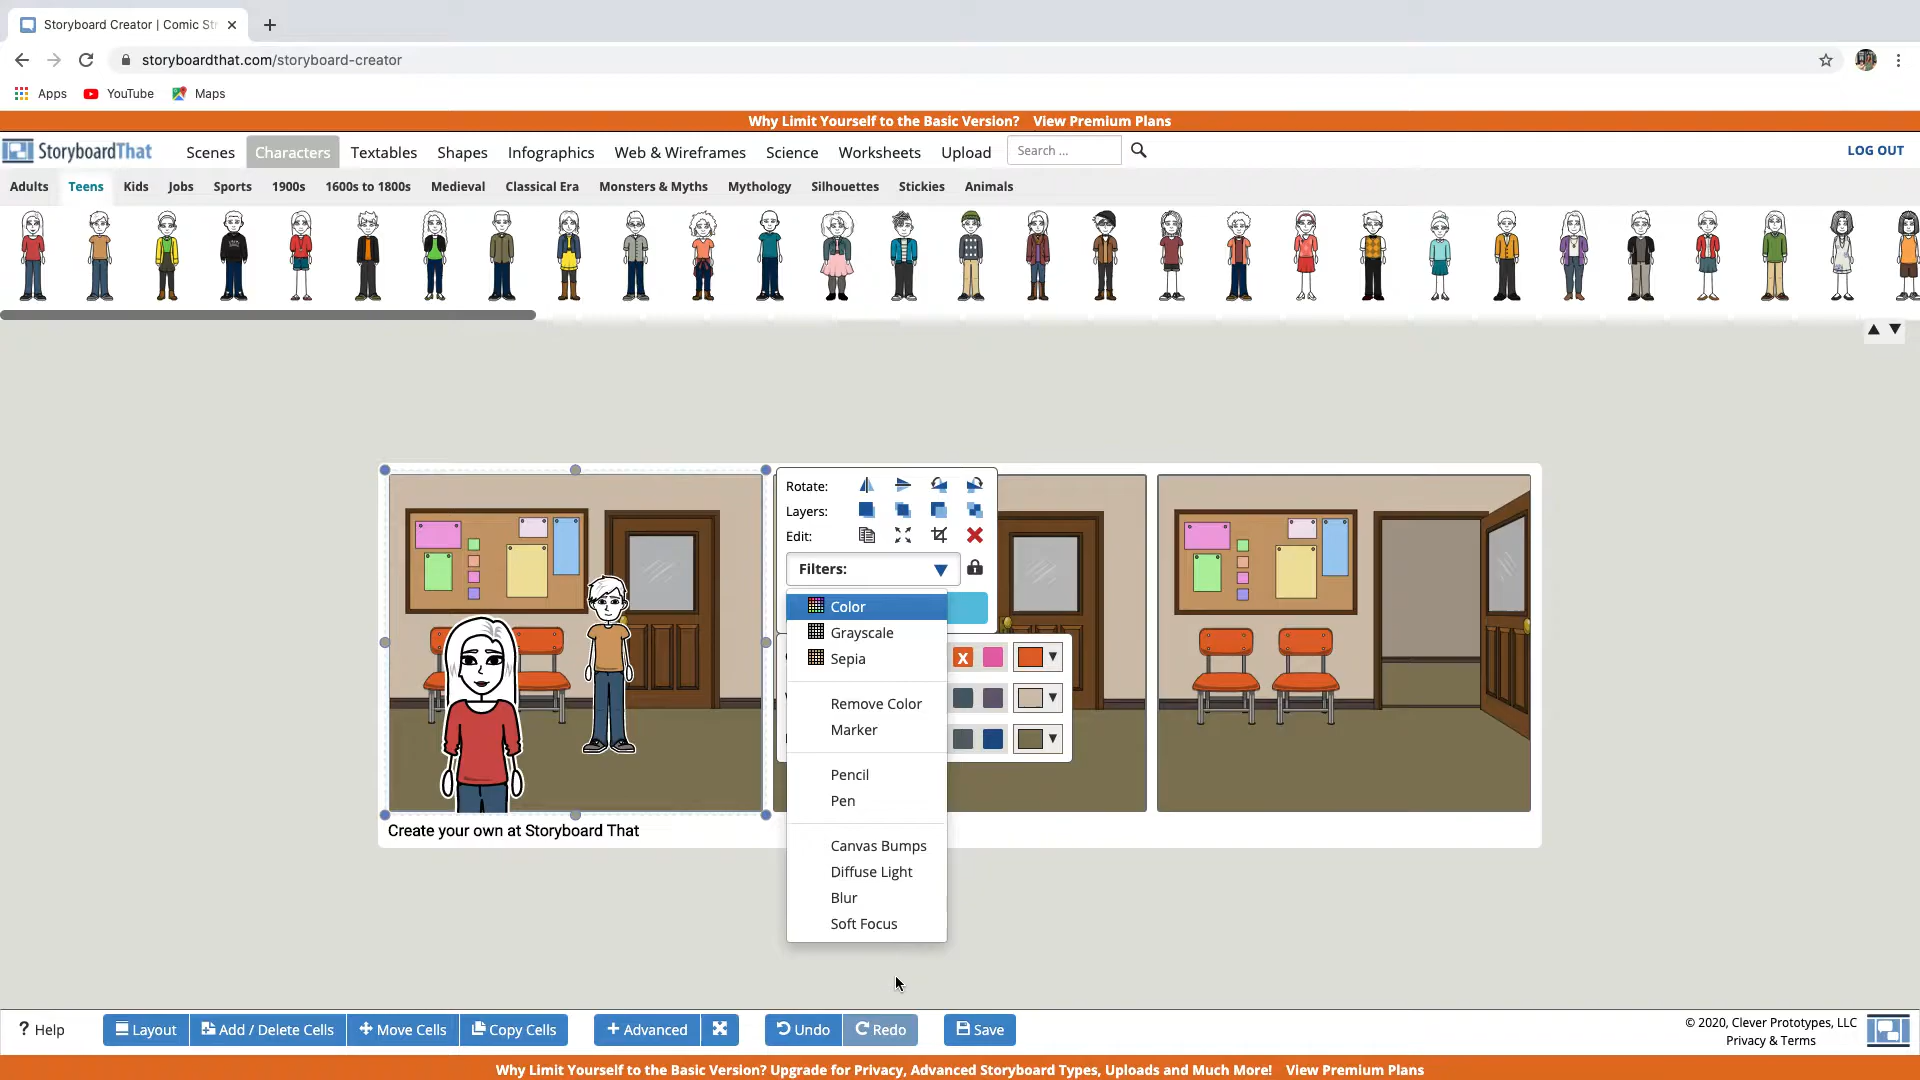 Storyboard Creator | Comic Str
storyboardthat.com/storyboard-creator
Apps YouTube Maps
Why Limit Yourself to the Basic Version? View Premium Plans
StoryboardThat Scenes Characters Textables Shapes Infographics Web & Wireframes Science Worksheets Upload Search ... LOG OUT
Adults Teens Kids Jobs Sports 1900s 1600s to 1800s Medieval Classical Era Monsters & Myths Mythology Silhouettes Stickies Animals
Rotate:
Layers:
Edit:
Filters:
Color
Grayscale
Sepia
X
Remove Color
Marker
Pencil
Pen
Canvas Bumps
Diffuse Light
Blur
Soft Focus
Create your own at Storyboard That
? Help Layout Add / Delete Cells Move Cells Copy Cells + Advanced Undo Redo Save
© 2020, Clever Prototypes, LLC
Privacy & Terms
Why Limit Yourself to the Basic Version? Upgrade for Privacy, Advanced Storyboard Types, Uploads and Much More! View Premium Plans